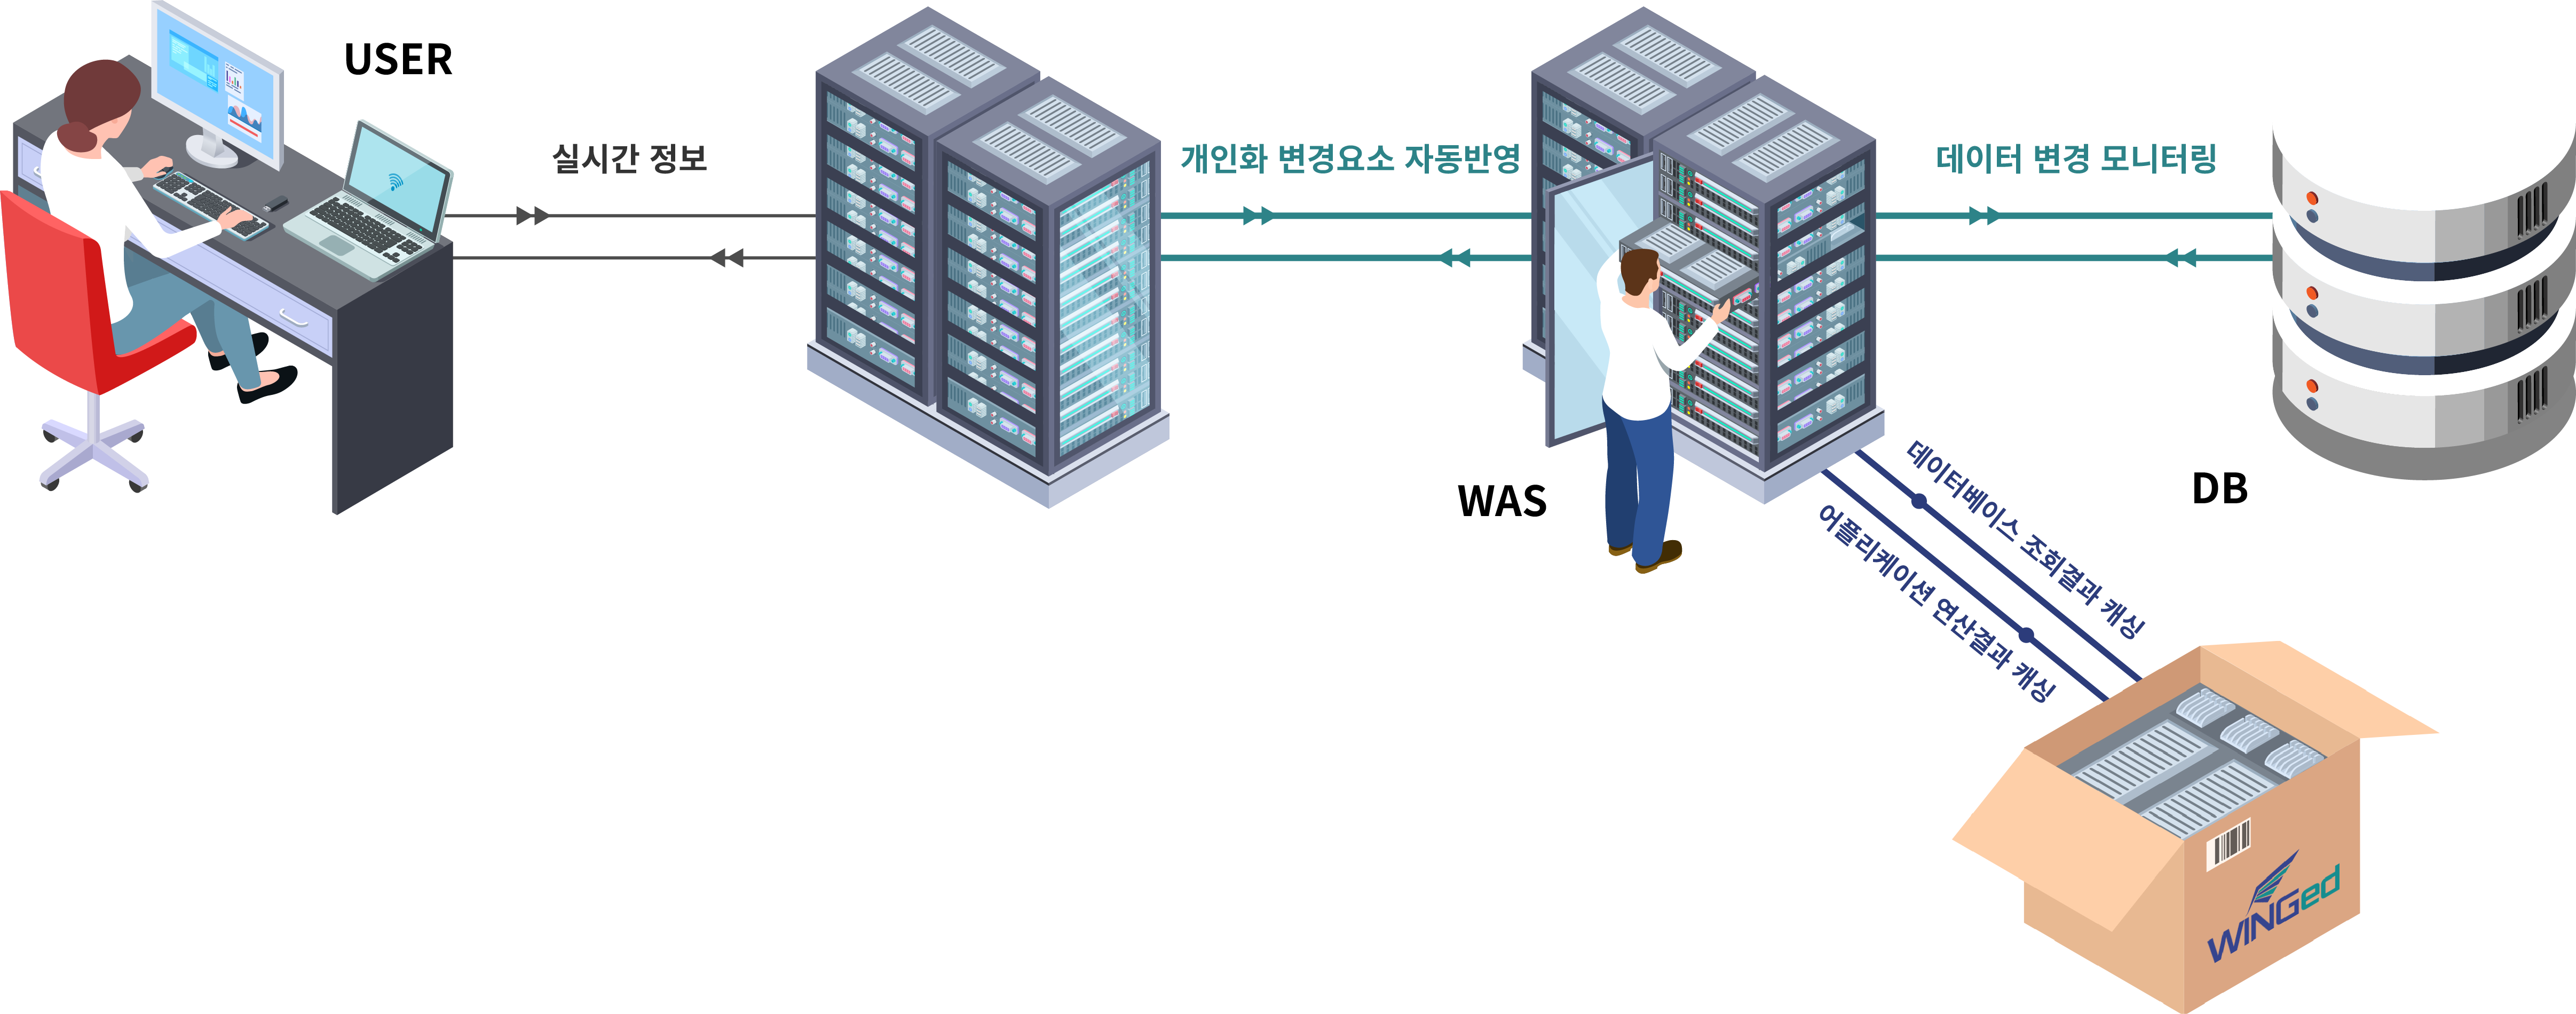 USER
실시간 정보
개인화 변경요소 자동반영
데이터 변경 모니터링
WAS
DB
데이터베이스 조회결과 캐싱
어플리케이션 연산결과 캐싱
WINGed